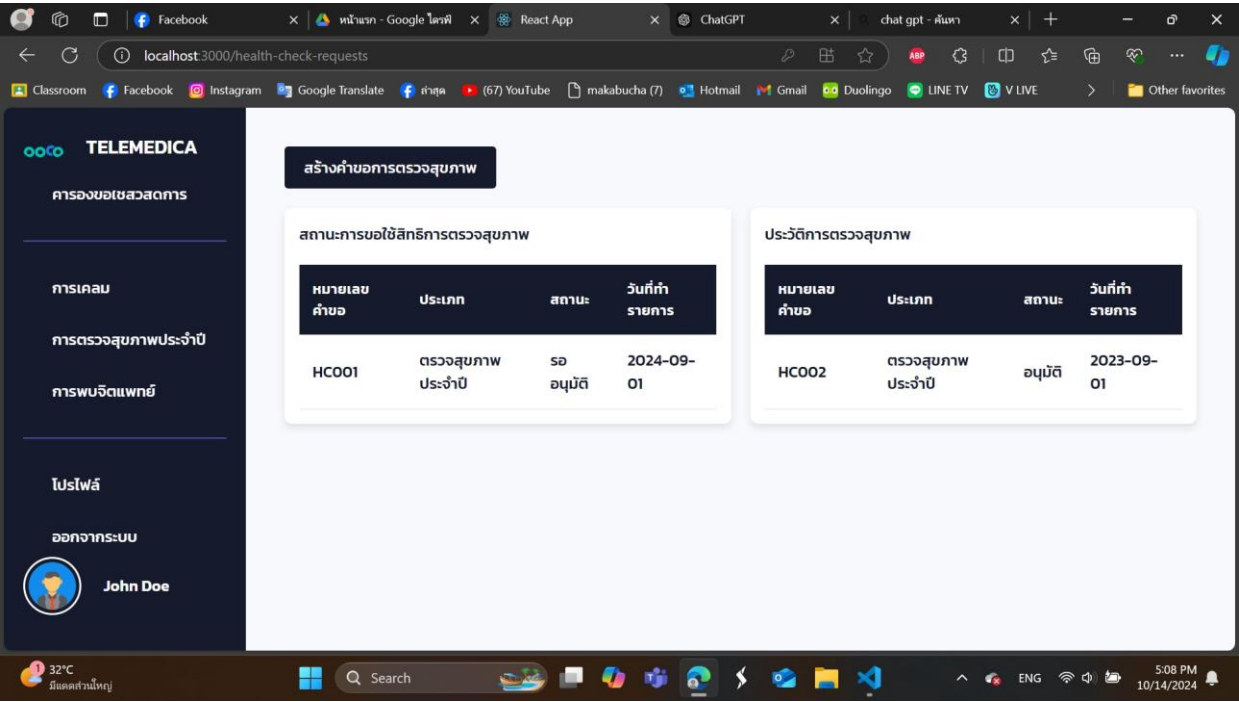 Facebook
หน้าแรก - Google ไดรฟ์
React App
ChatGPT
chat gpt - ค้นหา
localhost:3000/health-check-requests
ABP
Classroom
Facebook
Instagram
Google Translate
ล่าสุด
(67) YouTube
makabucha (7)
Hotmail
Gmail
Duolingo
LINE TV
V LIVE
Other favorites
TELEMEDICA
การเคลม
การตรวจสุขภาพประจำปี
การพบจิตแพทย์
โปรไฟล์
ออกจากระบบ
John Doe
สร้างคำขอการตรวจสุขภาพ
สถานะการขอใช้สิทธิการตรวจสุขภาพ
หมายเลขคำขอ ประเภท สถานะ วันที่ทำรายการ
HC001 ตรวจสุขภาพประจำปี รออนุมัติ 2024-09-01
ประวัติการตรวจสุขภาพ
หมายเลขคำขอ ประเภท สถานะ วันที่ทำรายการ
HC002 ตรวจสุขภาพประจำปี อนุมัติ 2023-09-01
1
32°C
มีแดดส่วนใหญ่
Search
ENG
5:08 PM
10/14/2024